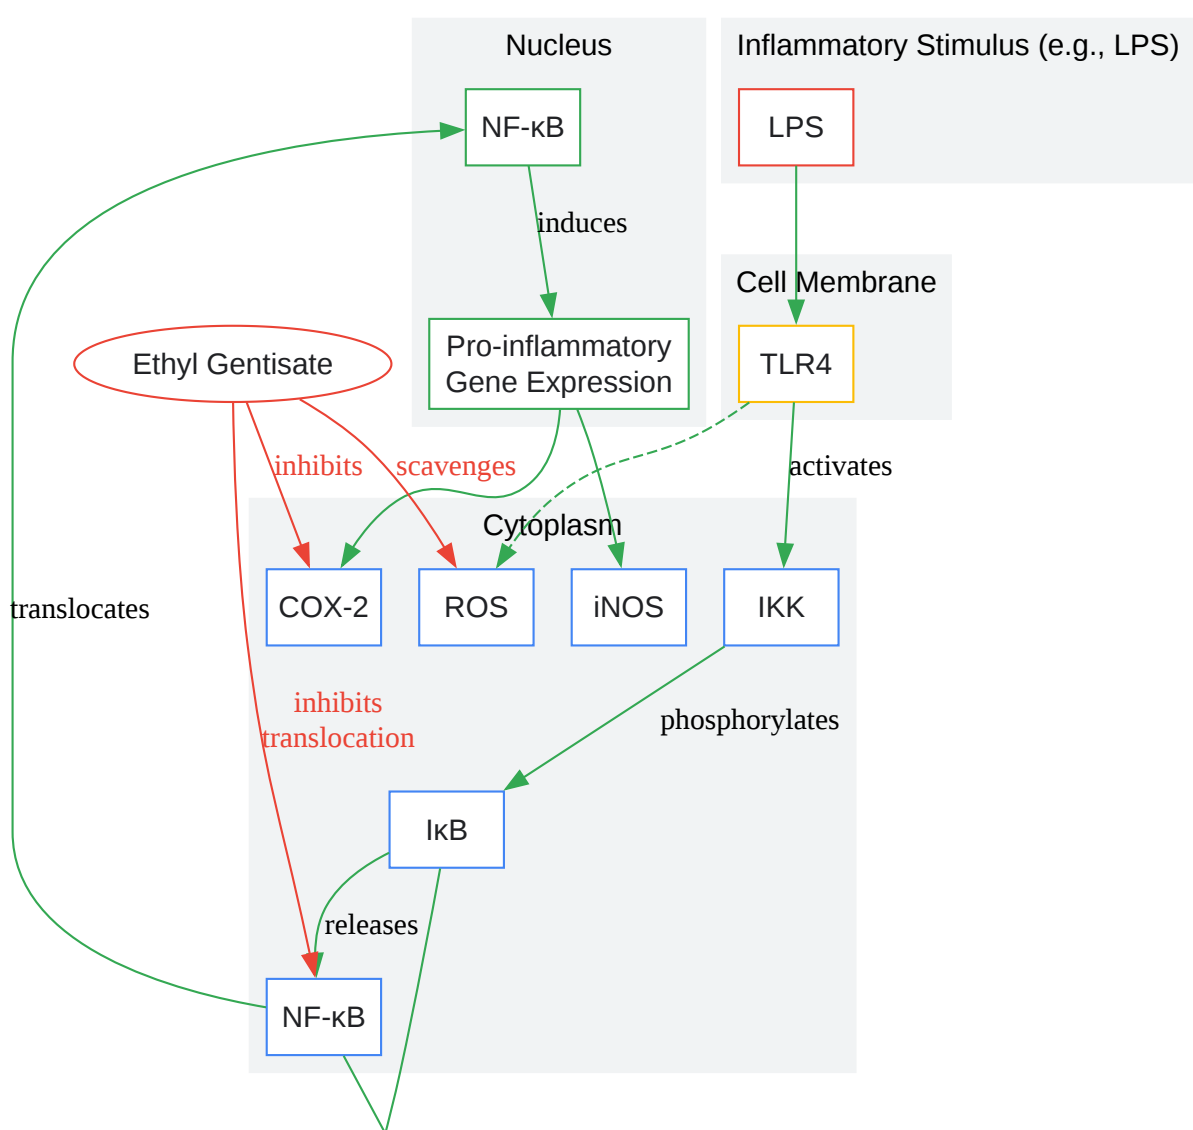 Nucleus
Inflammatory Stimulus (e.g., LPS)
NF-κB
LPS
induces
Cell Membrane
Ethyl Gentisate
Pro-inflammatory
Gene Expression
TLR4
inhibits
scavenges
activates
Cytoplasm
COX-2
ROS
iNOS
IKK
translocates
inhibits
translocation
phosphorylates
IκB
releases
NF-κB